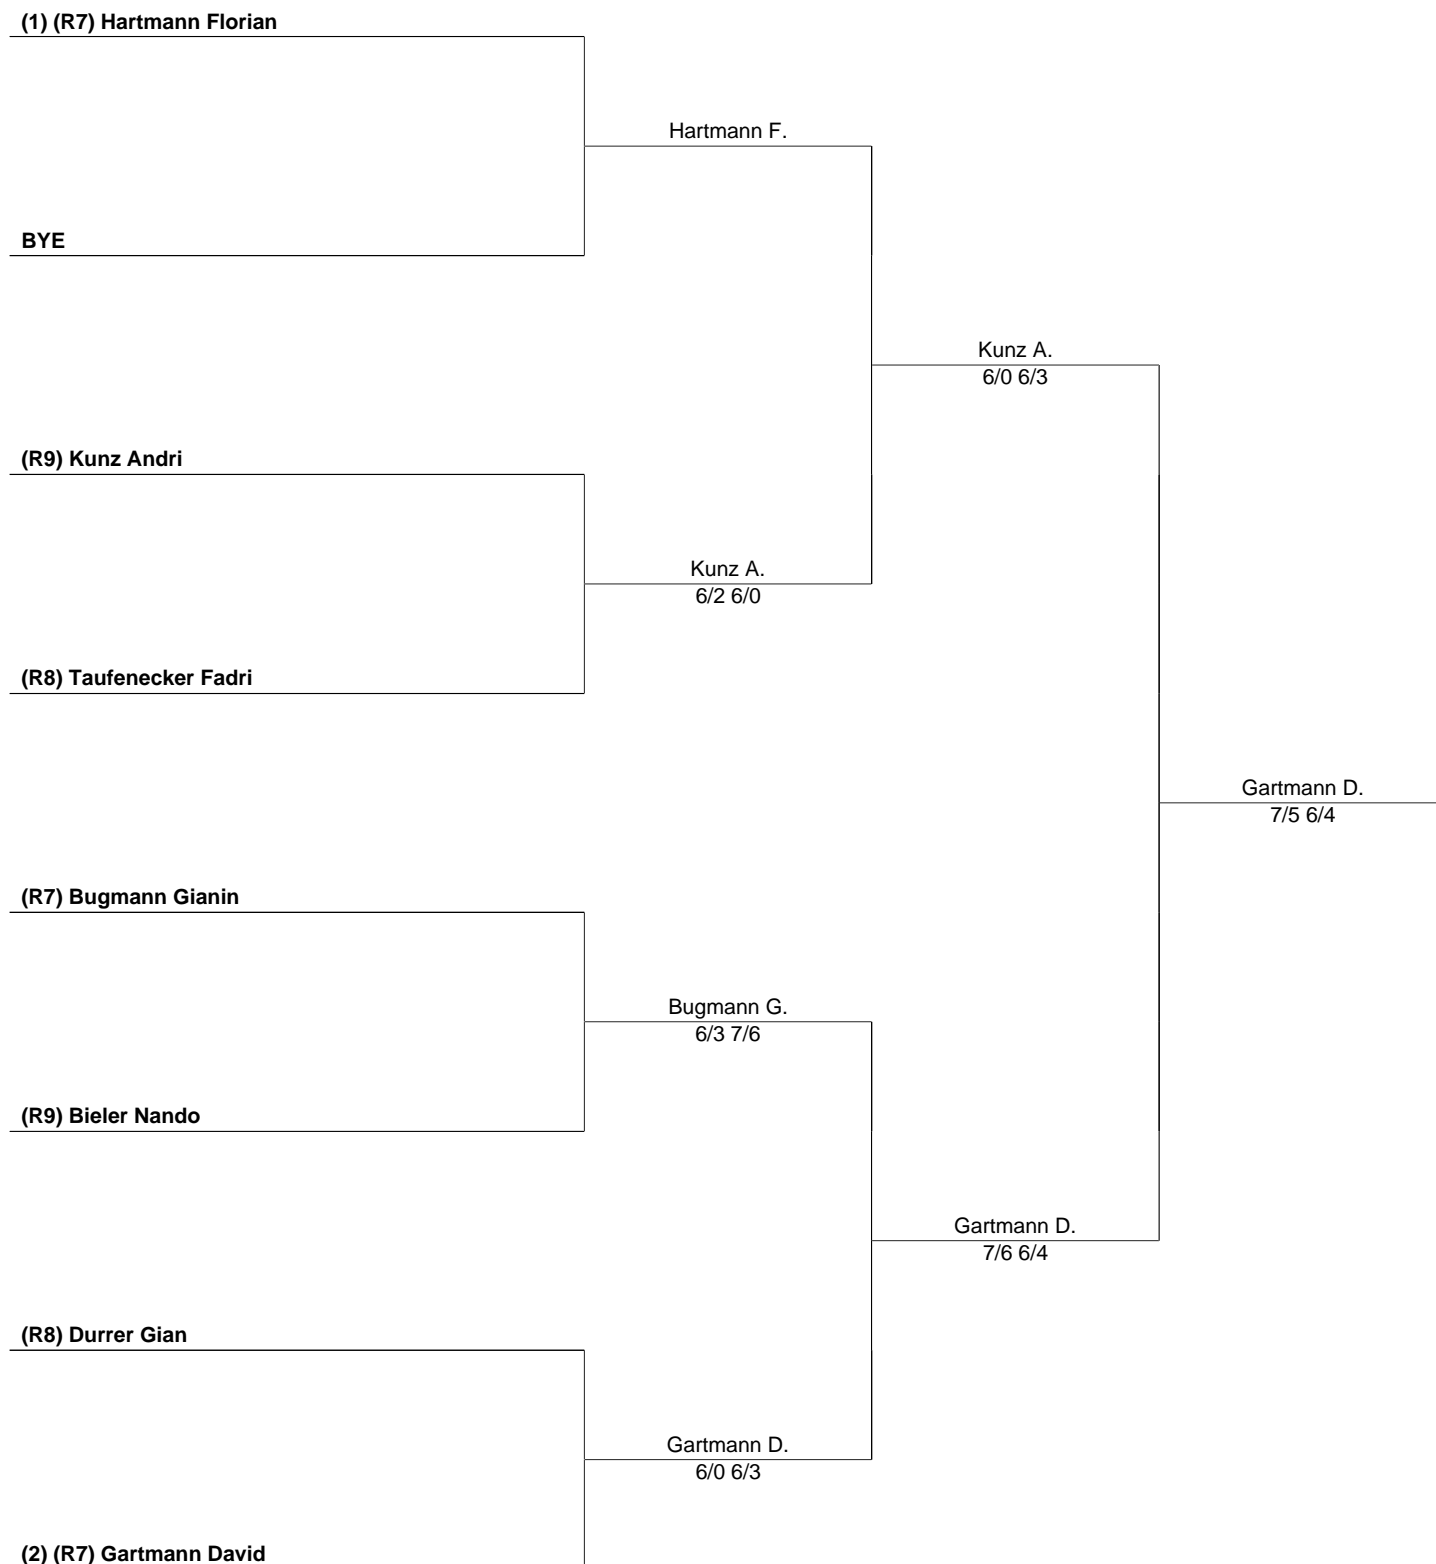 (1) (R7) Hartmann Florian
Hartmann F.
BYE
Kunz A.
6/0 6/3
(R9) Kunz Andri
Kunz A.
6/2 6/0
(R8) Taufenecker Fadri
Gartmann D.
7/5 6/4
(R7) Bugmann Gianin
Bugmann G.
6/3 7/6
(R9) Bieler Nando
Gartmann D.
7/6 6/4
(R8) Durrer Gian
Gartmann D.
6/0 6/3
(2) (R7) Gartmann David